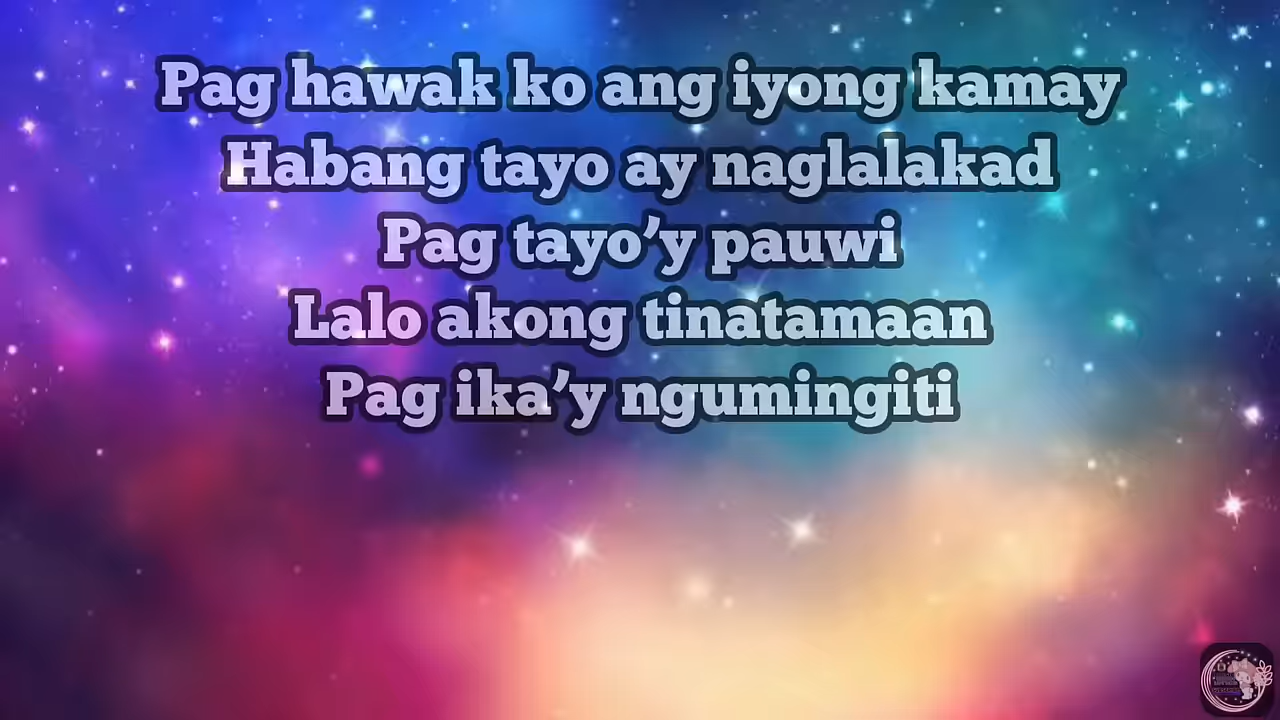 Pag hawak ko ang iyong kamay
Habang tayo ay naglalakad
Pag tayo’y pauwi
Lalo akong tinatamaan
Pag ika’y ngumingiti